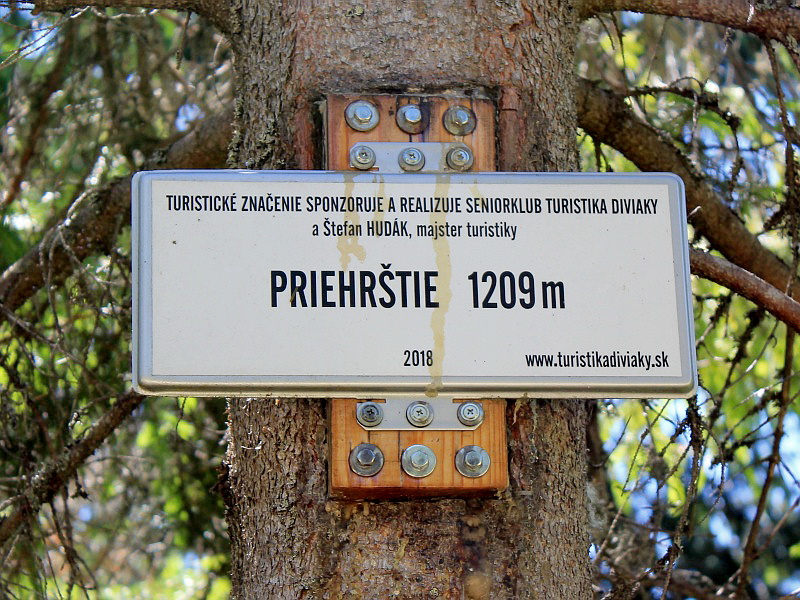 TURISTICKÉ ZNAČENIE SPONZORUJE A REALIZUJE SENIORKLUB TURISTIKA DIVIAKY
a Štefan HUDÁK, majster turistiky
PRIEHRŠTIE 1209 m
2018 www.turistikadiviaky.sk